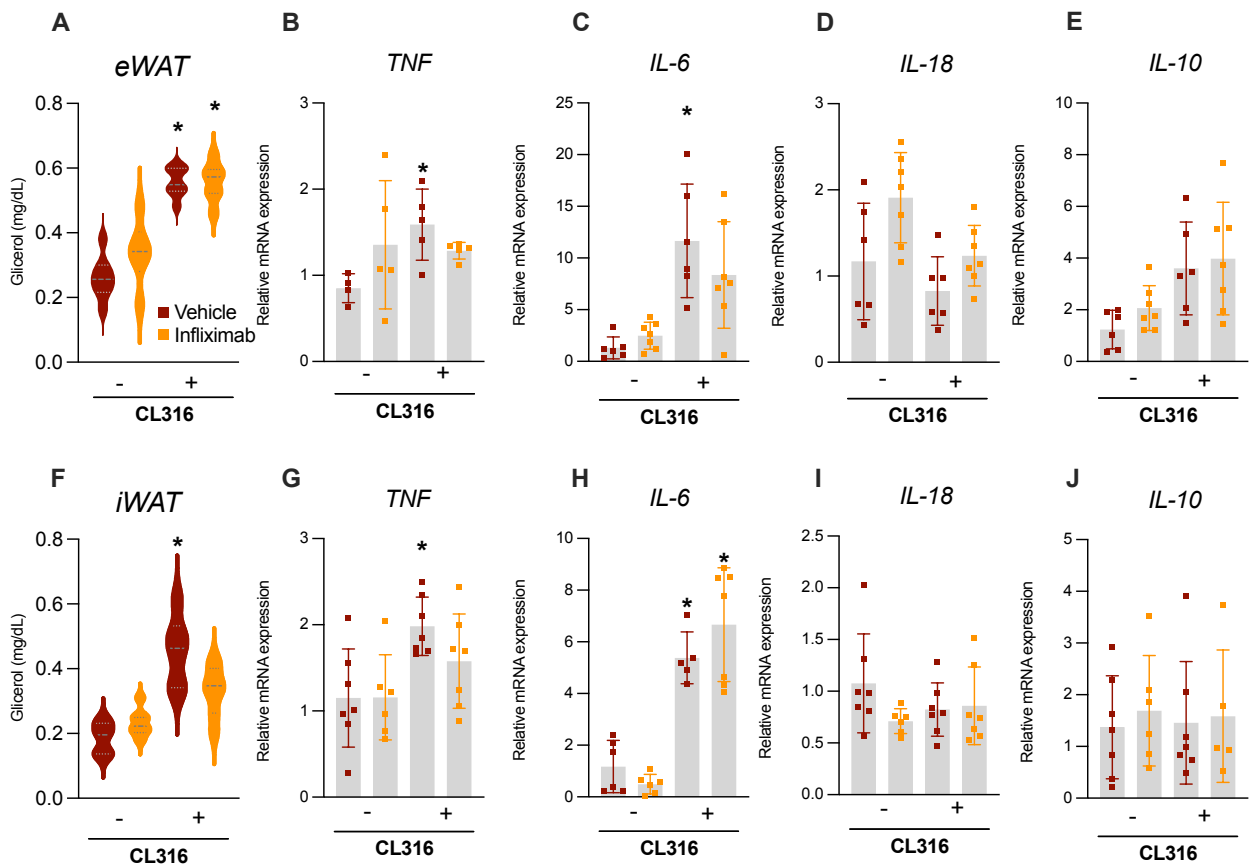 A
eWAT
Glicerol (mg/dL)
0.8
0.6
0.4
0.2
0.0
*
*
Vehicle
Infliximab
-
+
CL316
B
TNF
Relative mRNA expression
3
2
1
0
*
-
+
CL316
C
IL-6
Relative mRNA expression
25
20
15
10
5
0
*
-
+
CL316
D
IL-18
Relative mRNA expression
3
2
1
0
-
+
CL316
E
IL-10
Relative mRNA expression
10
8
6
4
2
0
-
+
CL316
F
iWAT
Glicerol (mg/dL)
0.8
0.6
0.4
0.2
0.0
*
-
+
CL316
G
TNF
Relative mRNA expression
3
2
1
0
*
-
+
CL316
H
IL-6
Relative mRNA expression
10
8
6
4
2
0
*
*
-
+
CL316
I
IL-18
Relative mRNA expression
2.5
2.0
1.5
1.0
0.5
0.0
-
+
CL316
J
IL-10
Relative mRNA expression
5
4
3
2
1
0
-
+
CL316